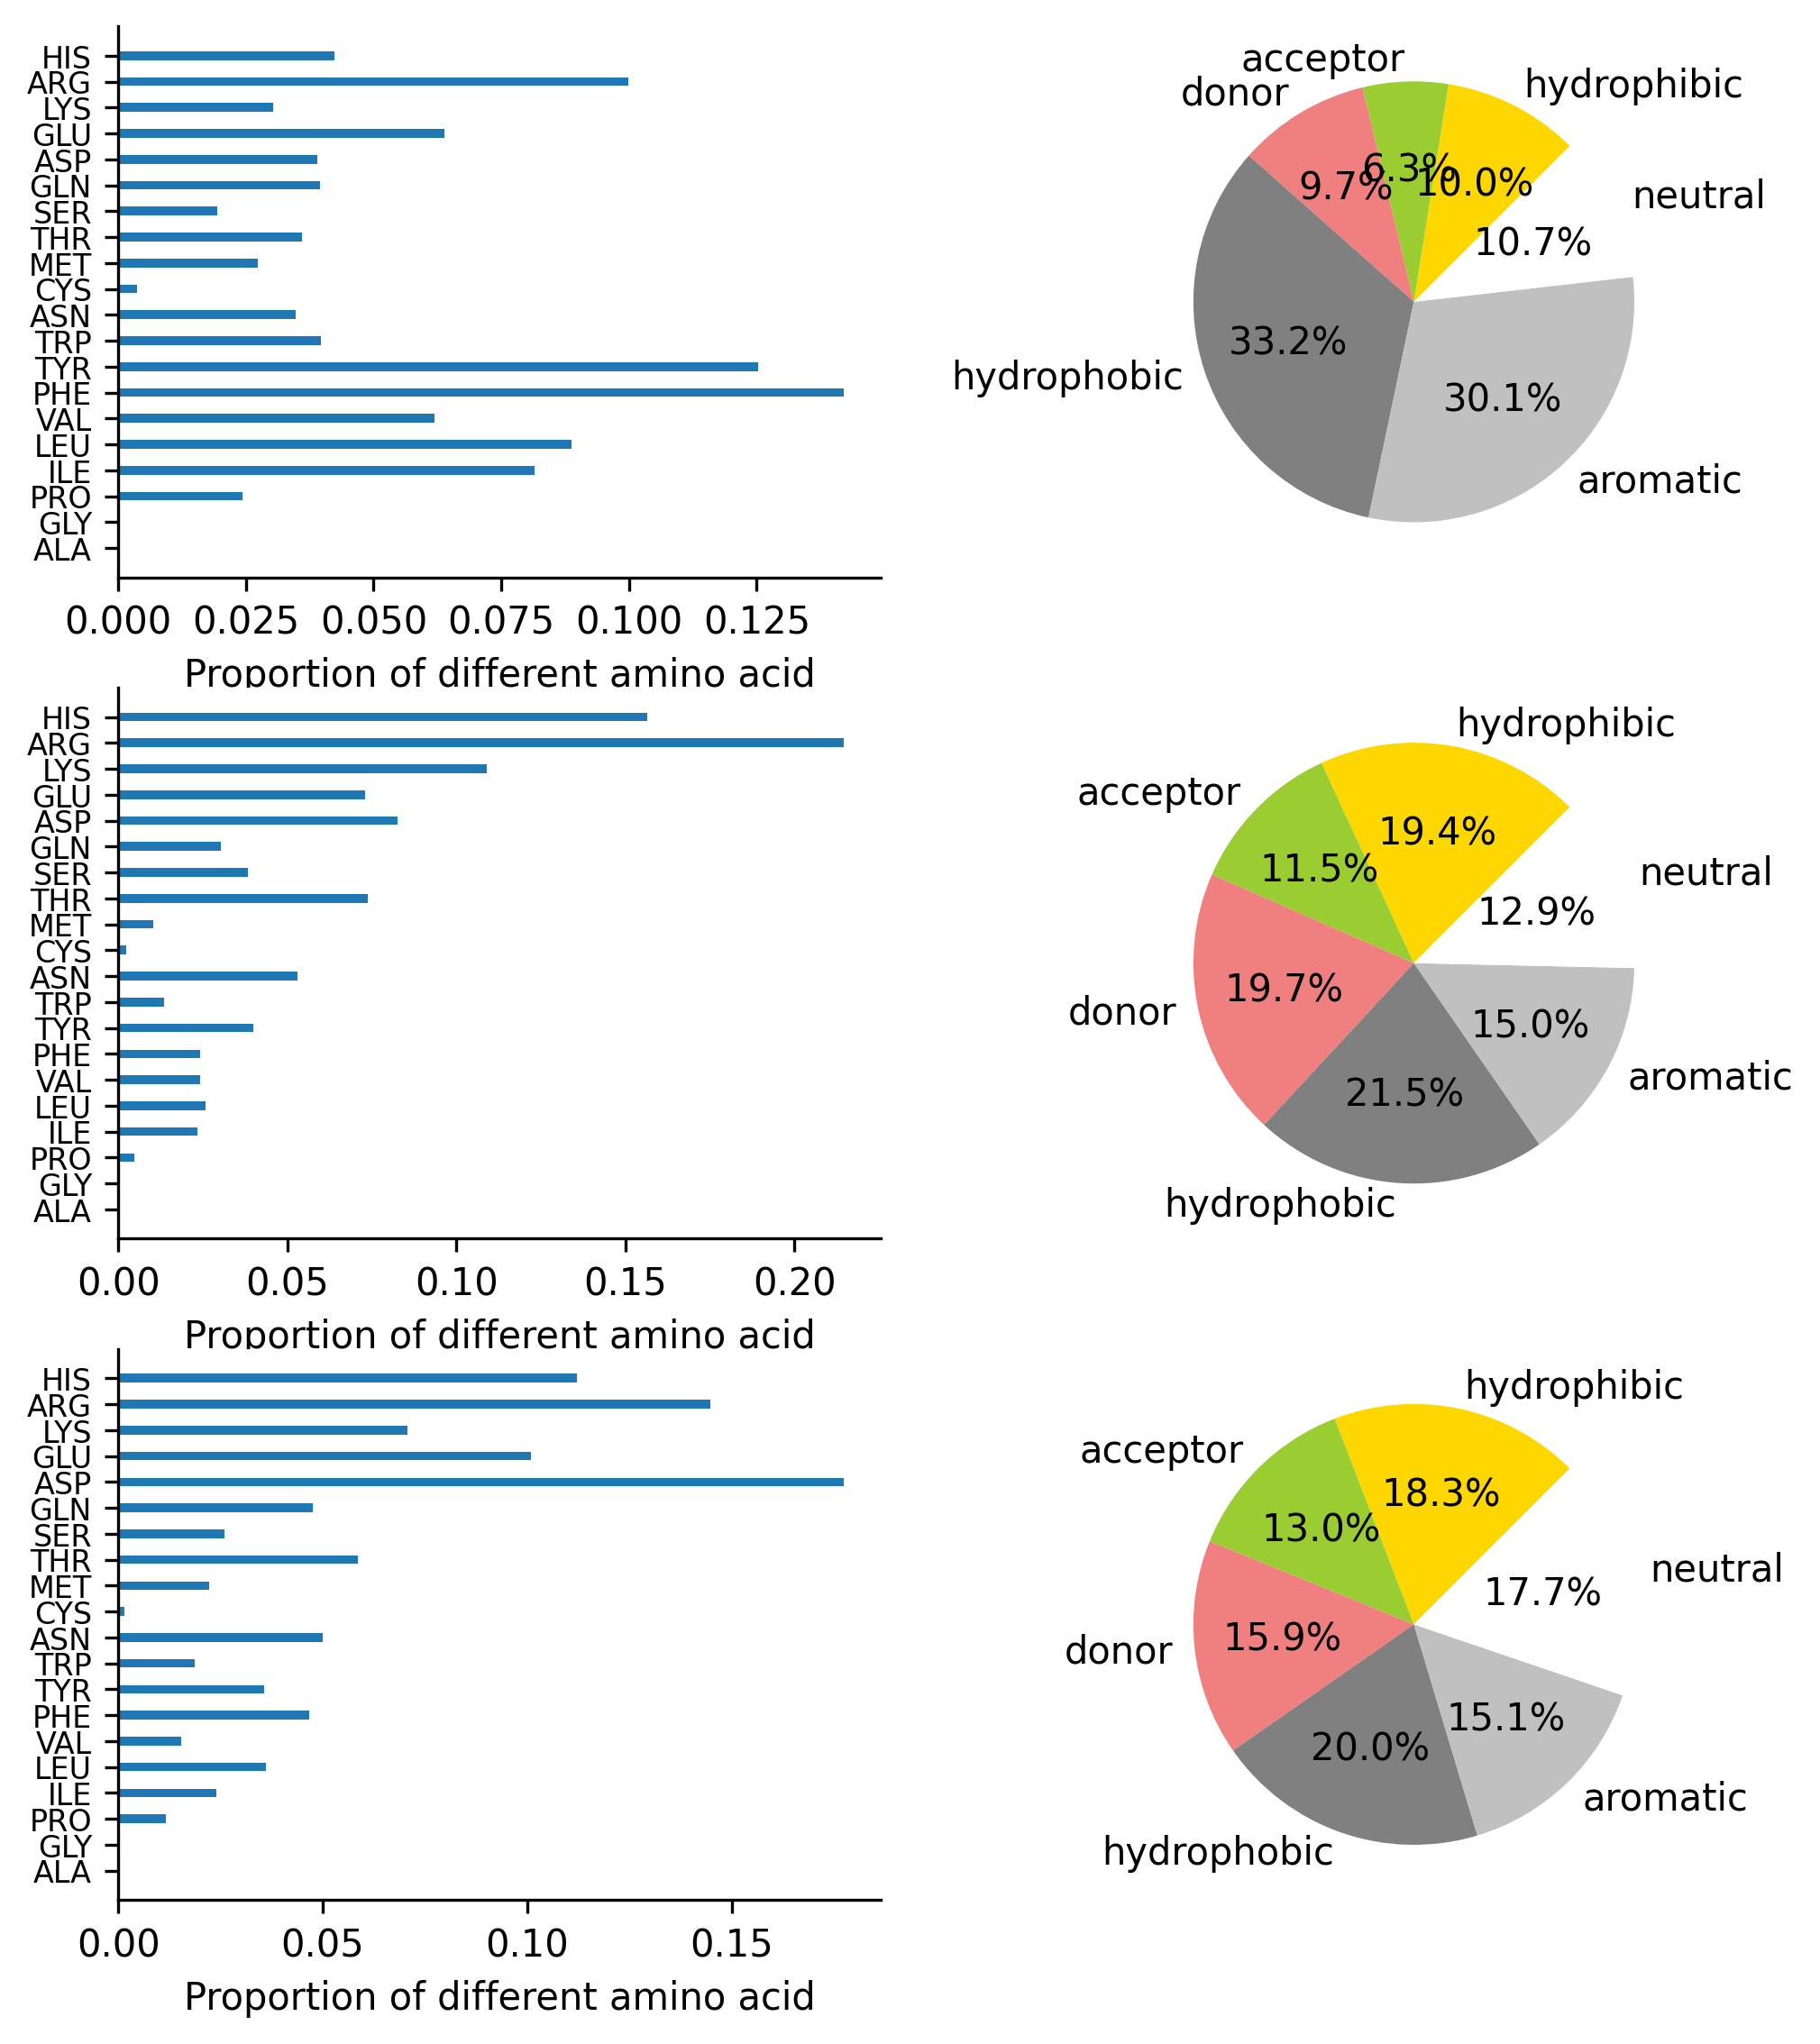 HIS
ARG
LYS
GLU
ASP
GLN
SER
THR
MET
CYS
ASN
TRP
TYR
PHE
VAL
LEU
ILE
PRO
GLY
ALA
0.000 0.025 0.050 0.075 0.100 0.125
Proportion of different amino acid
acceptor
hydrophibic
donor
6.3%
9.7%
10.0%
neutral
10.7%
33.2%
hydrophobic
30.1%
aromatic
HIS
ARG
LYS
GLU
ASP
GLN
SER
THR
MET
CYS
ASN
TRP
TYR
PHE
VAL
LEU
ILE
PRO
GLY
ALA
0.00 0.05 0.10 0.15 0.20
Proportion of different amino acid
hydrophibic
acceptor
19.4%
11.5%
neutral
12.9%
19.7%
donor
15.0%
aromatic
21.5%
hydrophobic
HIS
ARG
LYS
GLU
ASP
GLN
SER
THR
MET
CYS
ASN
TRP
TYR
PHE
VAL
LEU
ILE
PRO
GLY
ALA
0.00 0.05 0.10 0.15
Proportion of different amino acid
hydrophibic
acceptor
18.3%
13.0%
neutral
17.7%
15.9%
donor
15.1%
20.0%
aromatic
hydrophobic